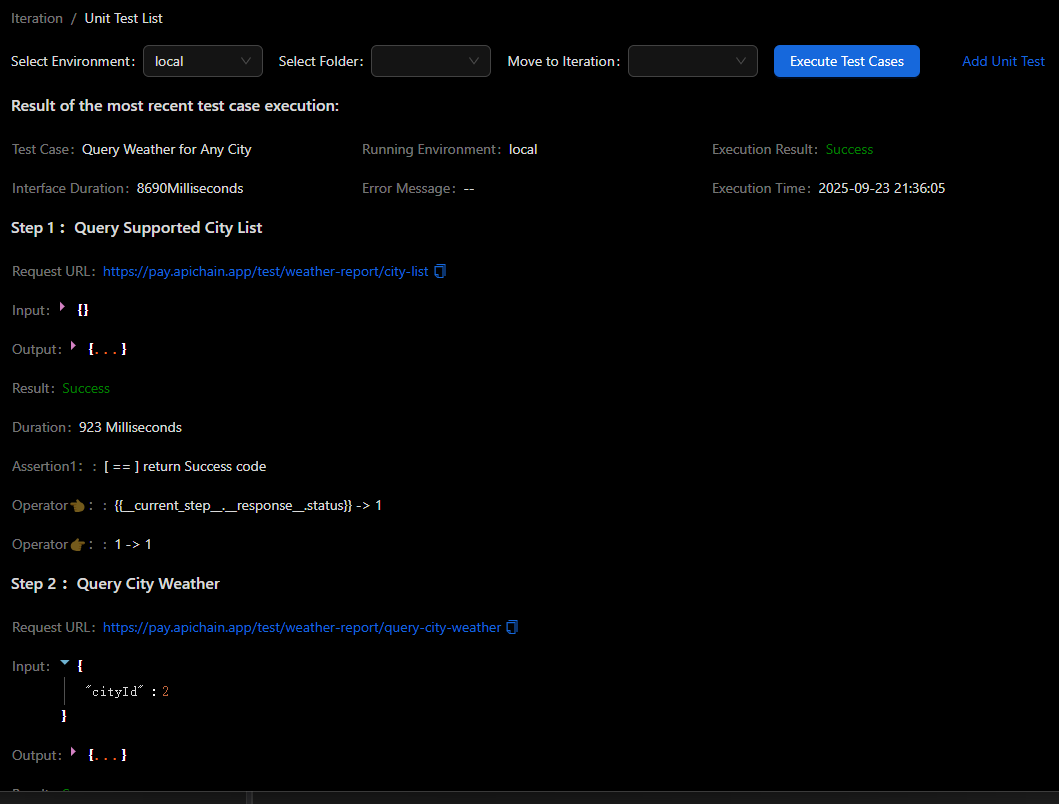 Iteration / Unit Test List
Select Environment: local Select Folder: Move to Iteration: Execute Test Cases Add Unit Test
Result of the most recent test case execution:
Test Case: Query Weather for Any City Running Environment: local Execution Result: Success
Interface Duration: 8690Milliseconds Error Message: -- Execution Time: 2025-09-23 21:36:05
Step 1： Query Supported City List
Request URL: https://pay.apichain.app/test/weather-report/city-list
Input: {}
Output: {...}
Result: Success
Duration: 923 Milliseconds
Assertion1: : [ == ] return Success code
Operator👈: : {{__current_step__.__response__.status}} -> 1
Operator👉: : 1 -> 1
Step 2： Query City Weather
Request URL: https://pay.apichain.app/test/weather-report/query-city-weather
Input: {
"cityId" : 2
}
Output: {...}